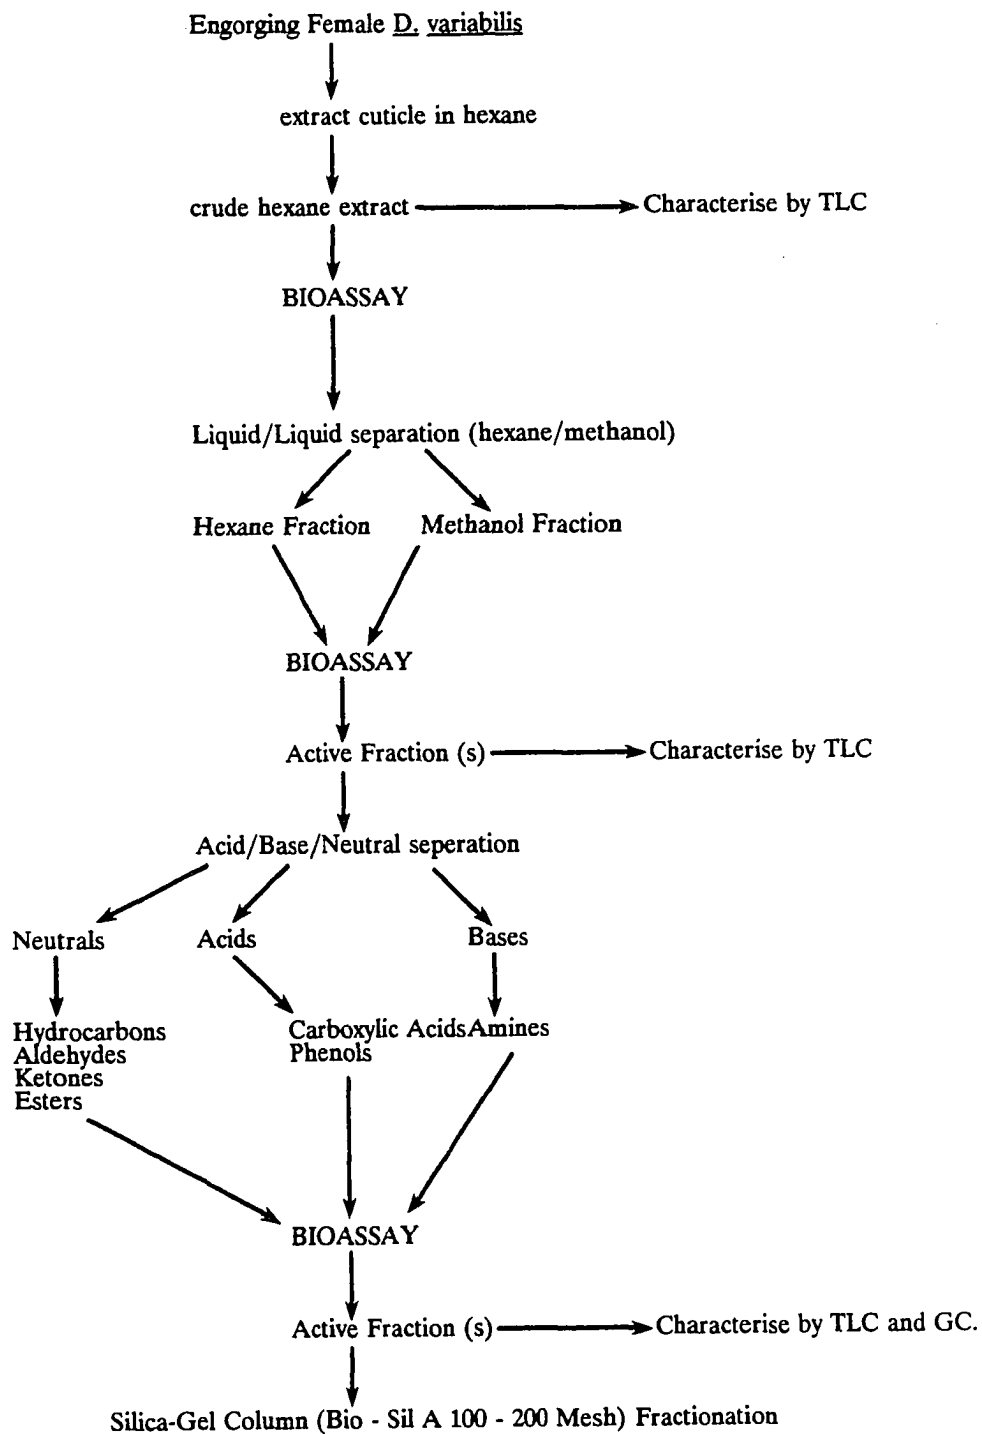 Engorging Female D. variabilis
extract cuticle in hexane
crude hexane extract
Characterise by TLC
BIOASSAY
Liquid/Liquid separation (hexane/methanol)
Hexane Fraction
Methanol Fraction
BIOASSAY
Active Fraction (s)
Characterise by TLC
Acid/Base/Neutral seperation
Neutrals
Acids
Bases
Hydrocarbons
Aldehydes
Ketones
Esters
Carboxylic Acids
Phenols
Amines
BIOASSAY
Active Fraction (s)
Characterise by TLC and GC.
Silica-Gel Column (Bio - Sil A 100 - 200 Mesh) Fractionation